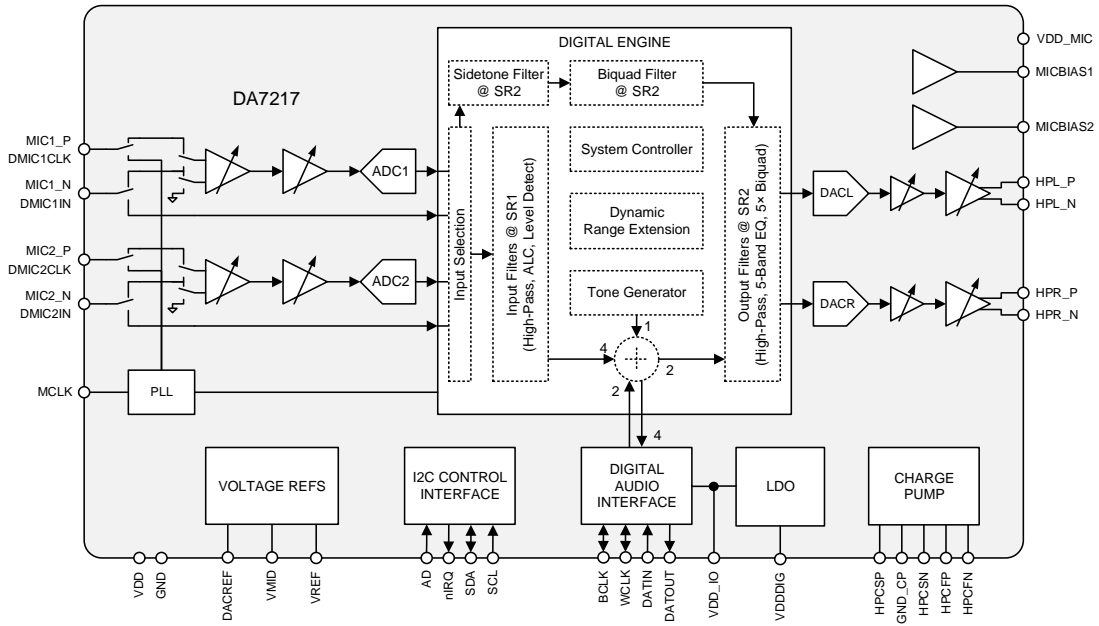 DIGITAL ENGINE
VDD_MIC
MICBIAS1
MICBIAS2
DA7217
Sidetone Filter
@ SR2
Biquad Filter
@ SR2
MIC1_P
DMIC1CLK
MIC1_N
DMIC1IN
MIC2_P
DMIC2CLK
MIC2_N
DMIC2IN
MCLK
ADC1
ADC2
PLL
Input Selection
Input Filters @ SR1
(High-Pass, ALC, Level Detect)
System Controller
Dynamic
Range Extension
Tone Generator
1
4
2
2
4
Output Filters @ SR2
(High-Pass, 5-Band EQ, 5× Biquad)
DACL
DACR
HPL_P
HPL_N
HPR_P
HPR_N
VOLTAGE REFS
I2C CONTROL
INTERFACE
DIGITAL
AUDIO
INTERFACE
LDO
CHARGE
PUMP
VDD
GND
DACREF
VMID
VREF
AD
nIRQ
SDA
SCL
BCLK
WCLK
DATIN
DATOUT
VDD_IO
VDDDIG
HPCSP
GND_CP
HPCSN
HPCFP
HPCFN